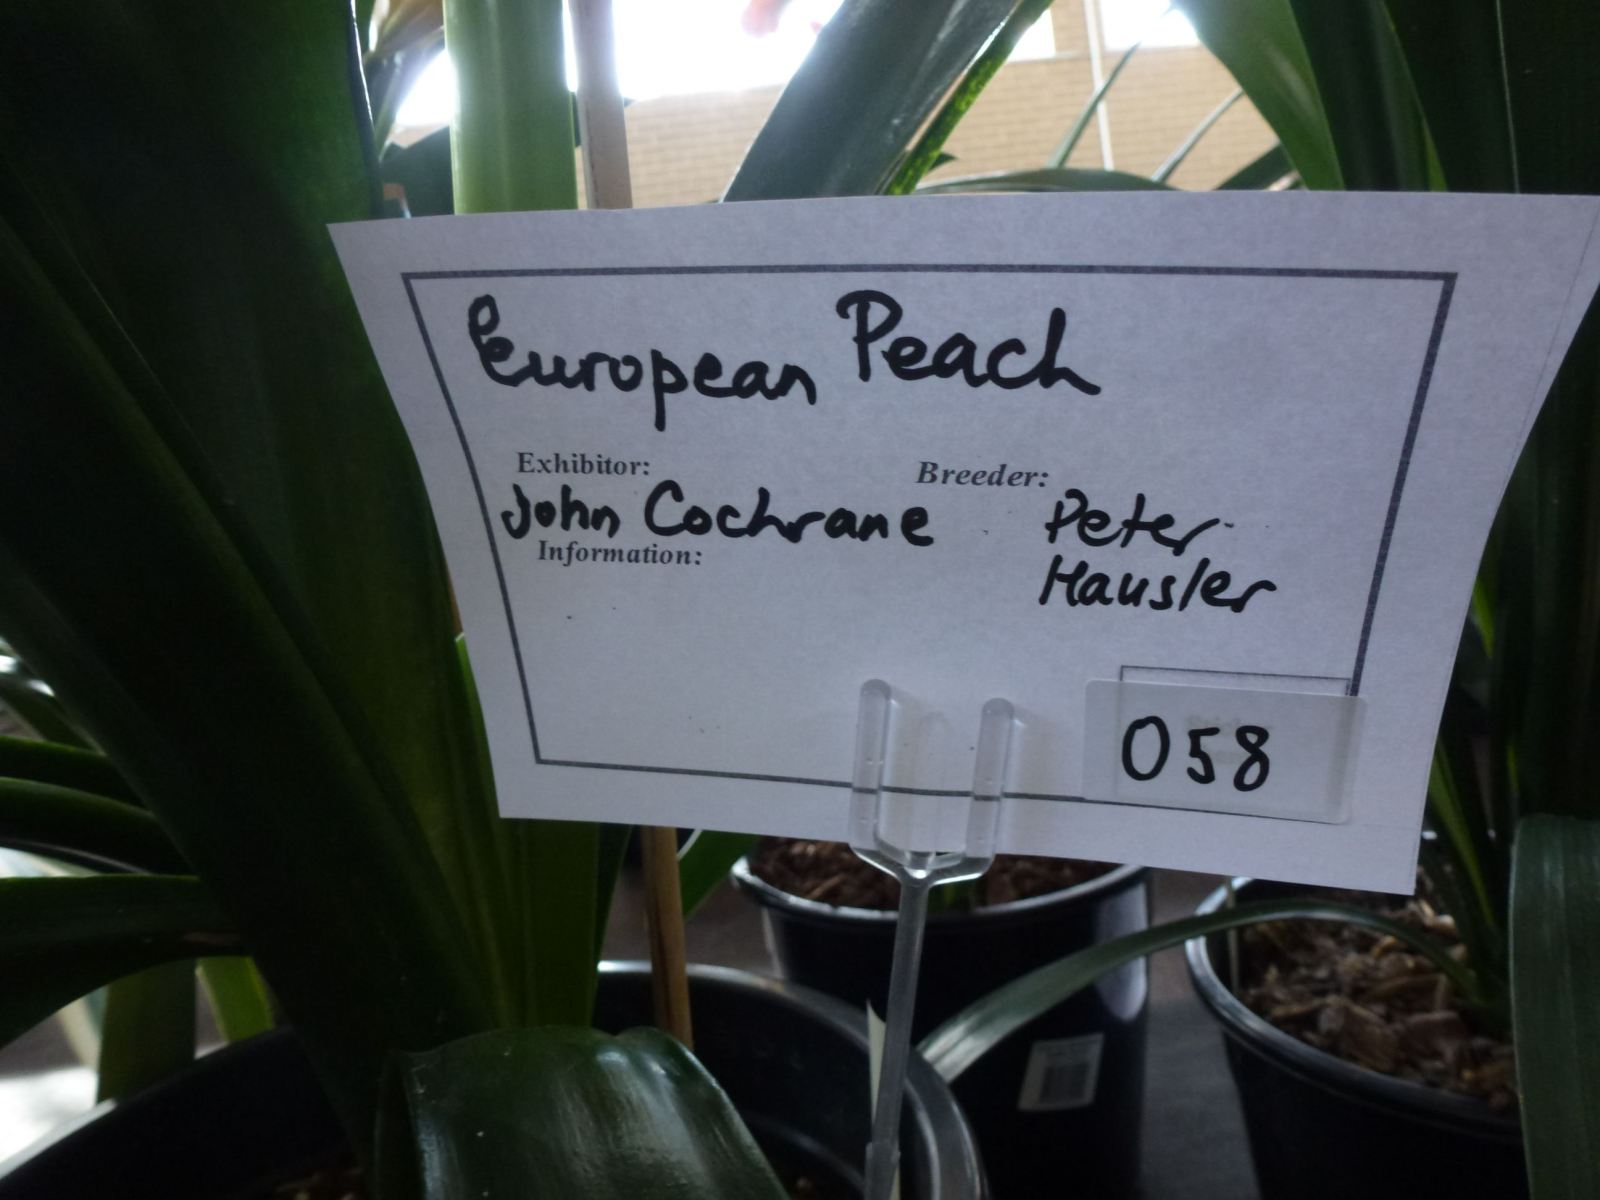 European Peach
Exhibitor: Breeder:
John Cochrane Peter
Information: Hausler
058